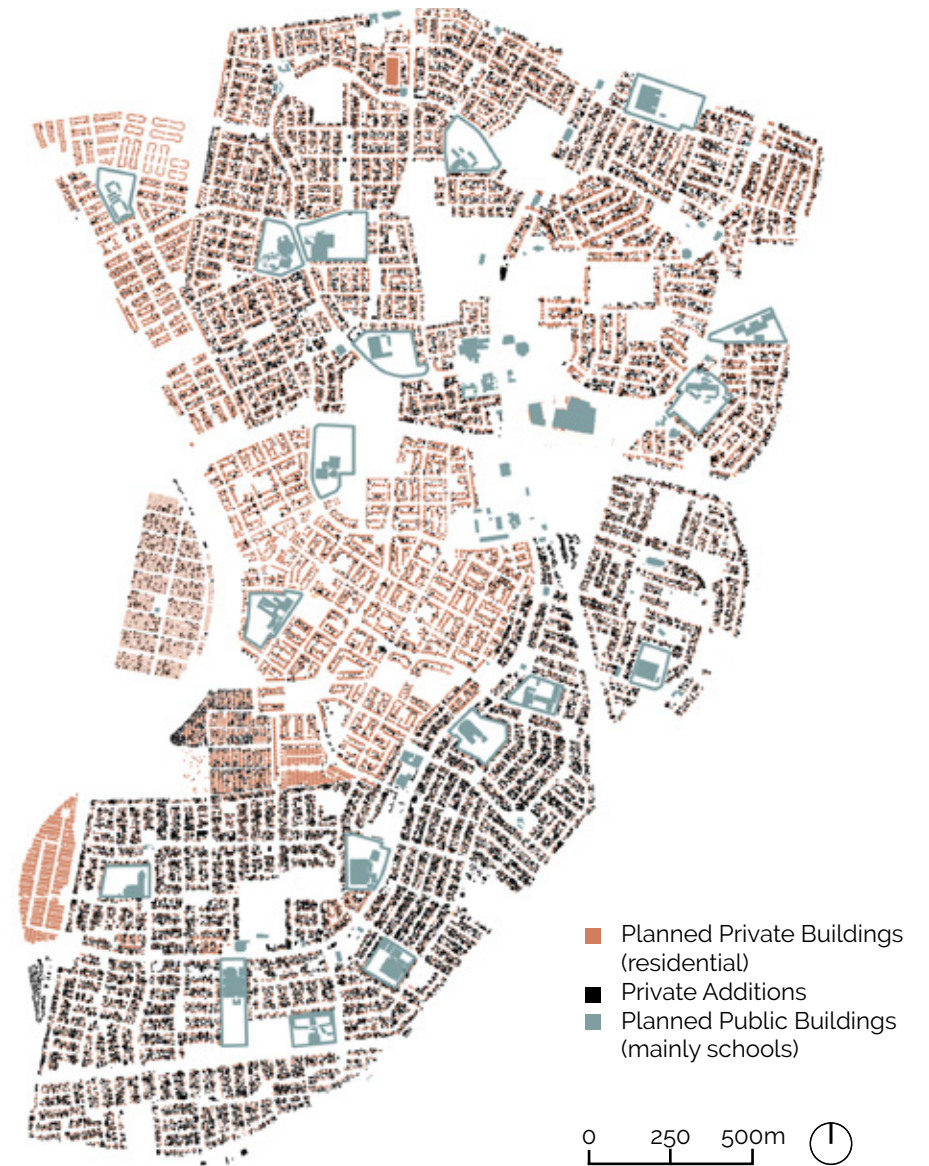 Planned Private Buildings
(residential)
Private Additions
Planned Public Buildings
(mainly schools)
0 250 500m